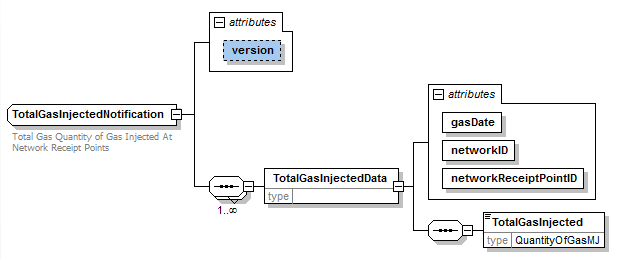 attributes
version
TotalGasInjectedNotification
Total Gas Quantity of Gas Injected At
Network Receipt Points
1..∞
TotalGasInjectedData
type
attributes
gasDate
networkID
networkReceiptPointID
TotalGasInjected
type QuantityOfGasMJ